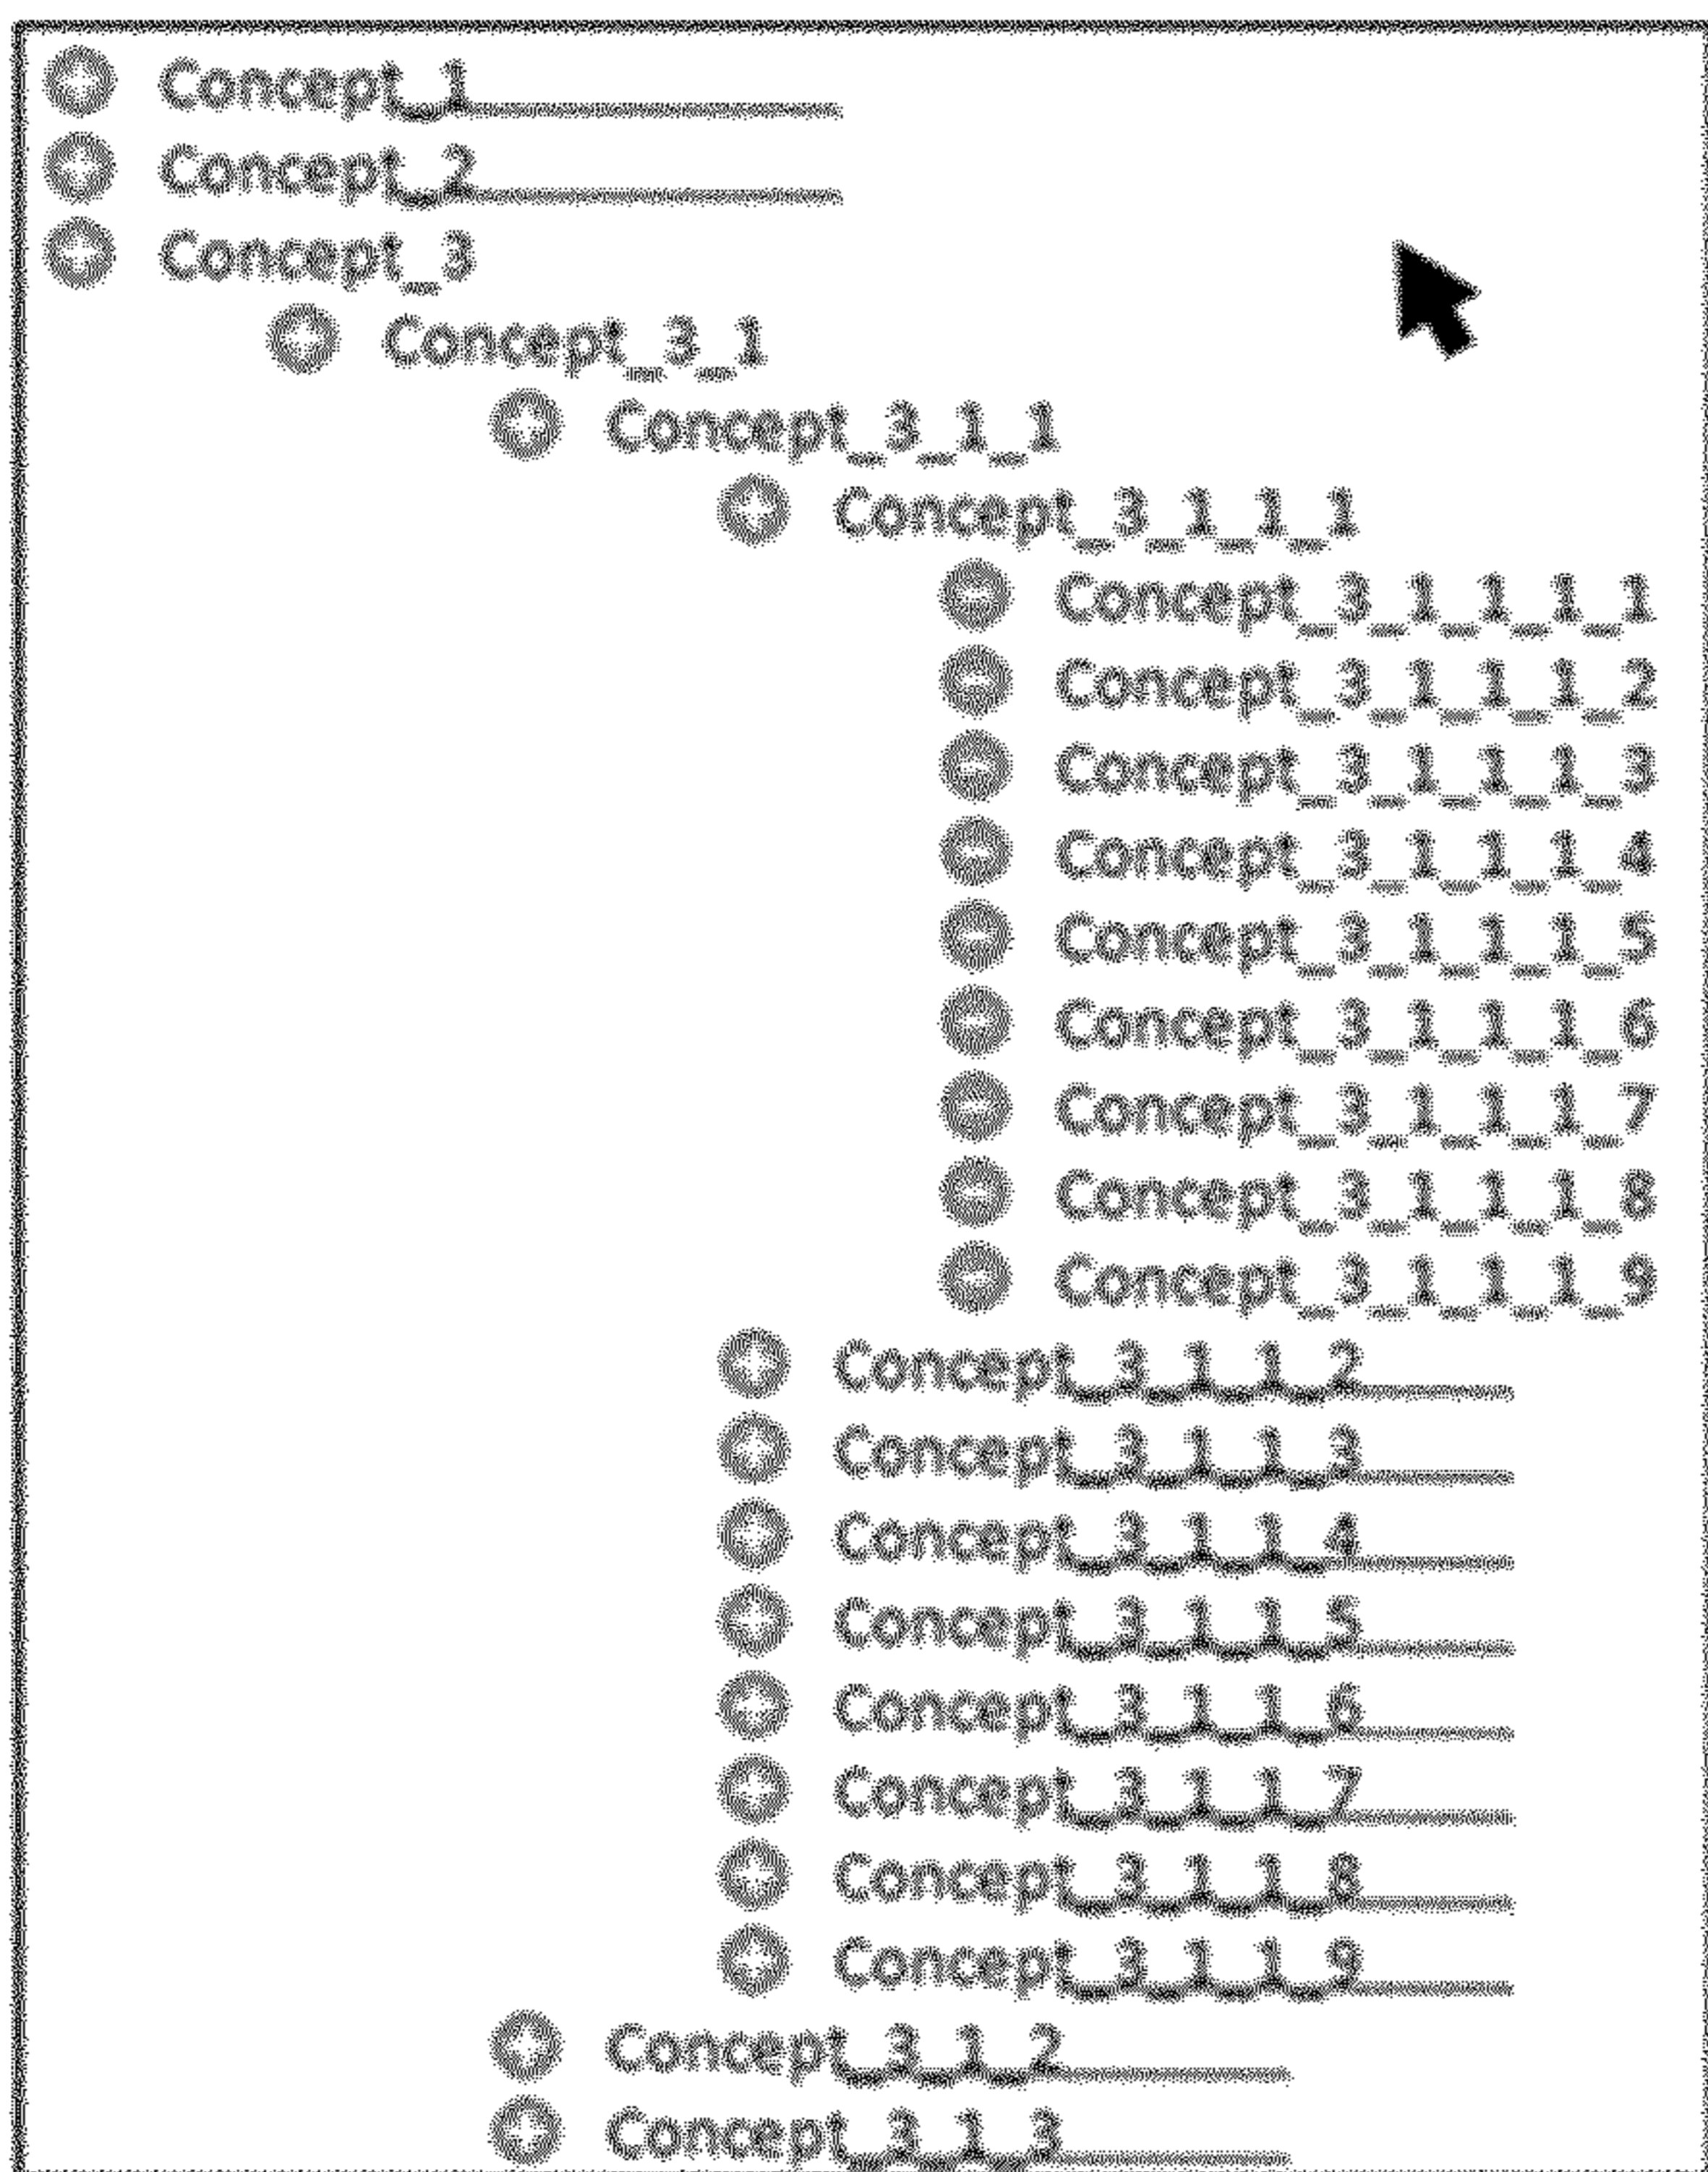 Concept_1
Concept_2
Concept_3
Concept_3_1
Concept_3_1_1
Concept_3_1_1_1
Concept_3_1_1_1_1
Concept_3_1_1_1_2
Concept_3_1_1_1_3
Concept_3_1_1_1_4
Concept_3_1_1_1_5
Concept_3_1_1_1_6
Concept_3_1_1_1_7
Concept_3_1_1_1_8
Concept_3_1_1_1_9
Concept_3_1_1_2
Concept_3_1_1_3
Concept_3_1_1_4
Concept_3_1_1_5
Concept_3_1_1_6
Concept_3_1_1_7
Concept_3_1_1_8
Concept_3_1_1_9
Concept_3_1_2
Concept_3_1_3